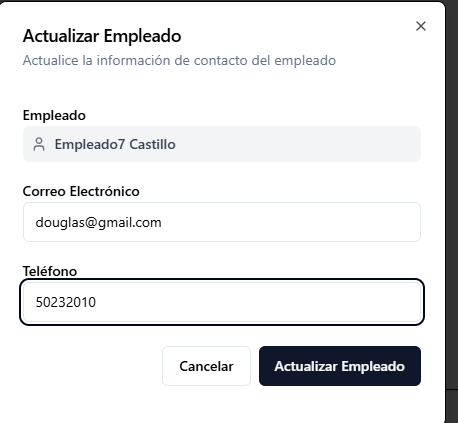 Actualizar Empleado
Actualice la información de contacto del empleado
Empleado
Empleado7 Castillo
Correo Electrónico
douglas@gmail.com
Teléfono
50232010
Cancelar
Actualizar Empleado